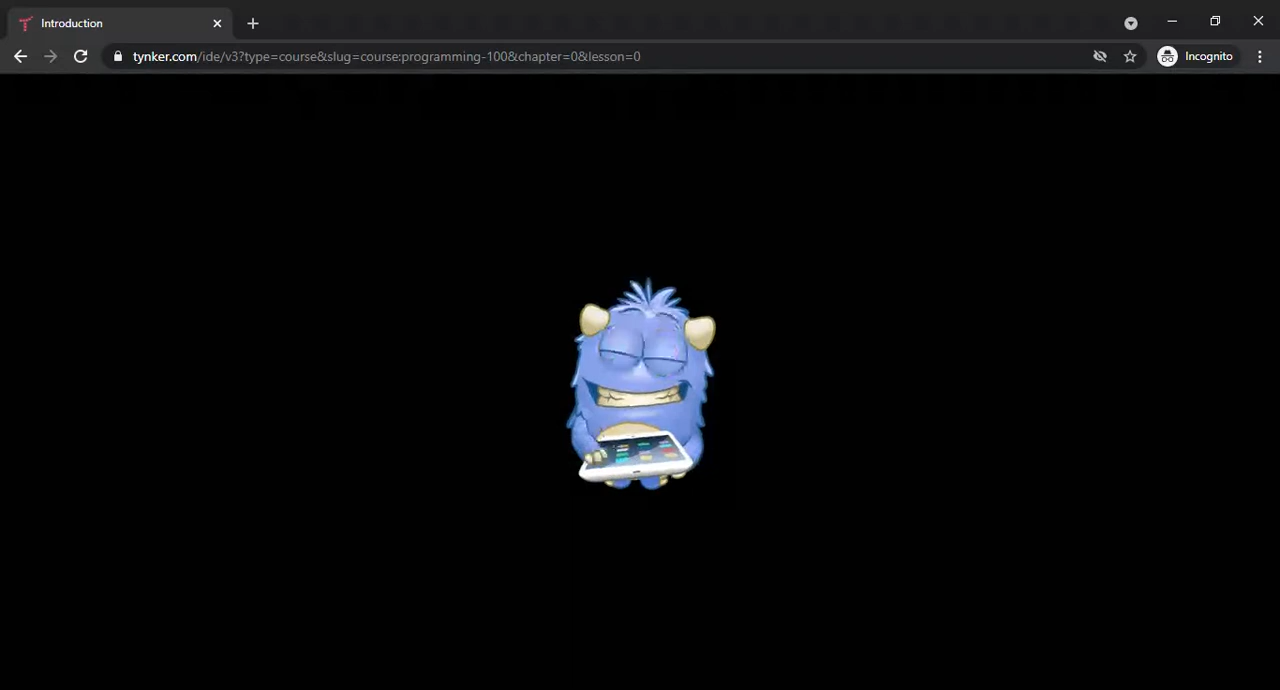 Introduction
tynker.com/ide/v3?type=course&slug=course:programming-100&chapter=0&lesson=0
Incognito